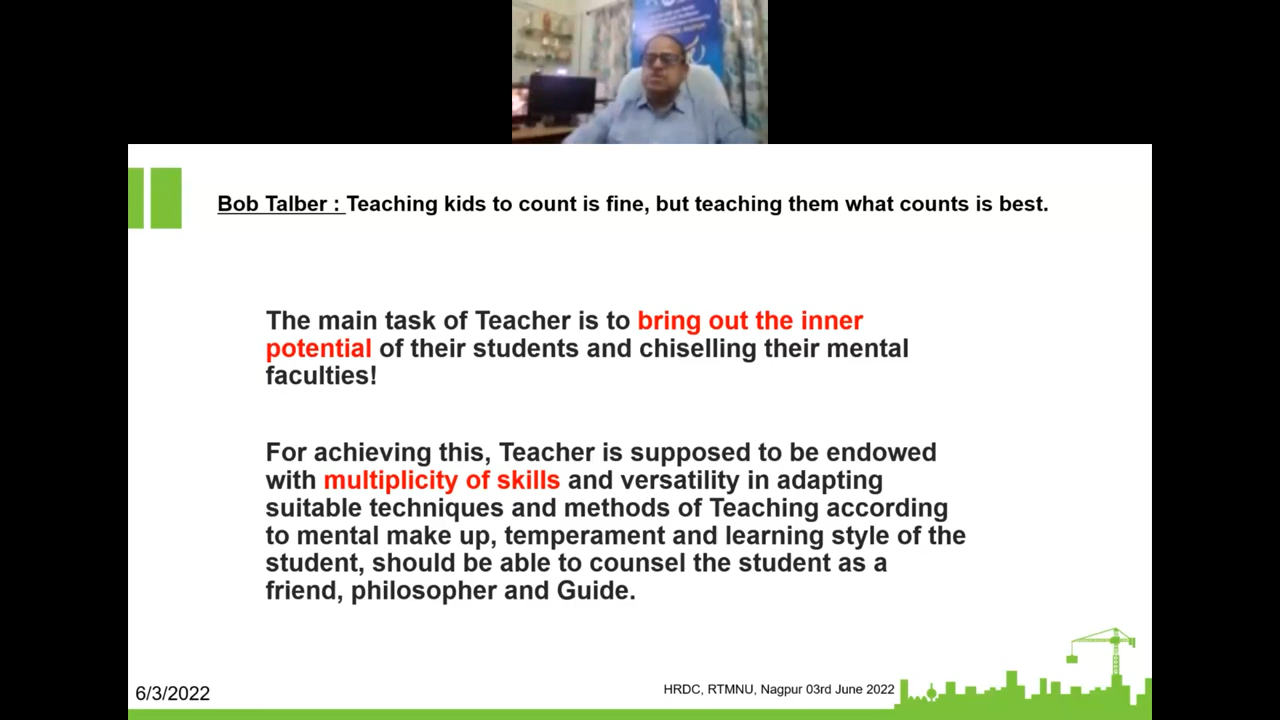 Bob Talber : Teaching kids to count is fine, but teaching them what counts is best.
The main task of Teacher is to bring out the inner
potential of their students and chiselling their mental
faculties!
For achieving this, Teacher is supposed to be endowed
with multiplicity of skills and versatility in adapting
suitable techniques and methods of Teaching according
to mental make up, temperament and learning style of the
student, should be able to counsel the student as a
friend, philosopher and Guide.
6/3/2022
HRDC, RTMNU, Nagpur 03rd June 2022